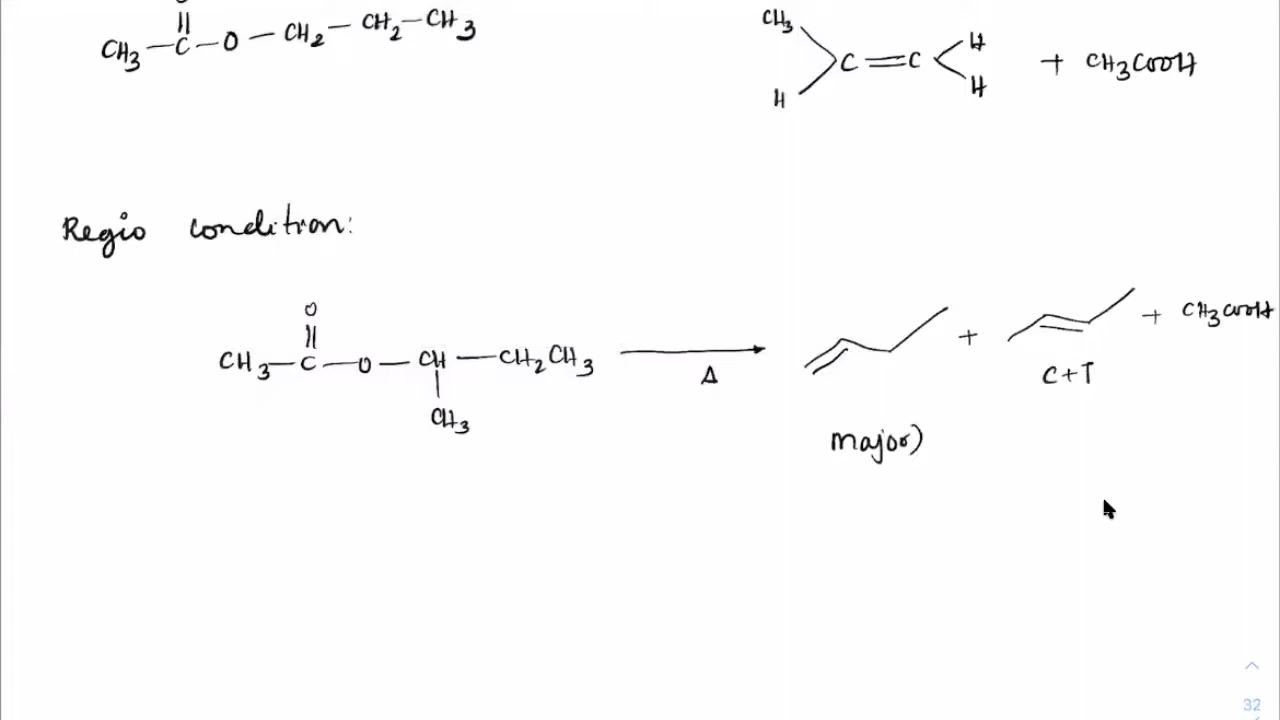 O
||
CH3 — C — O — CH2 — CH2 — CH3
CH3 H
C = C + CH3COOH
H H
Regio condition:
O
||
CH3 — C — O — CH — CH2CH3 + + CH3COOH
Δ C+T
CH3
major)
32